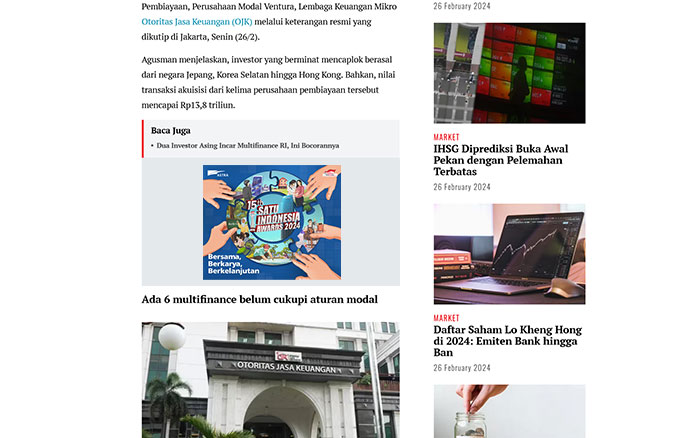 Pembiayaan, Perusahaan Modal Ventura, Lembaga Keuangan Mikro
Otoritas Jasa Keuangan (OJK) melalui keterangan resmi yang
dikutip di Jakarta, Senin (26/2).
Agusman menjelaskan, investor yang berminat mencaplok berasal
dari negara Jepang, Korea Selatan hingga Hong Kong. Bahkan, nilai
transaksi akuisisi dari kelima perusahaan pembiayaan tersebut
mencapai Rp13,8 triliun.
Baca Juga
• Dua Investor Asing Incar Multifinance RI, Ini Bocorannya
ASTRA
15th
SATU
INDONESIA
AWARDS 2024
Bersama,
Berkarya,
Berkelanjutan
Ada 6 multifinance belum cukupi aturan modal
OTORITAS JASA KEUANGAN
26 February 2024
MARKET
IHSG Diprediksi Buka Awal
Pekan dengan Pelemahan
Terbatas
26 February 2024
MARKET
Daftar Saham Lo Kheng Hong
di 2024: Emiten Bank hingga
Ban
26 February 2024